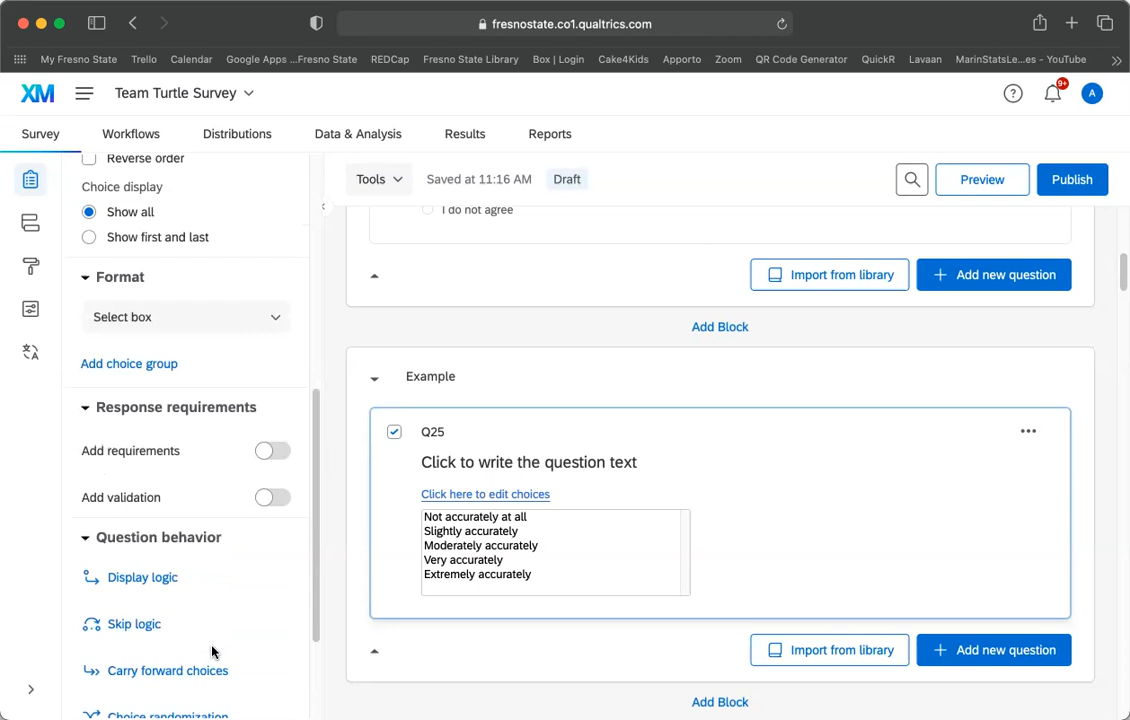 fresnostate.co1.qualtrics.com
My Fresno State Trello Calendar Google Apps ...Fresno State REDCap Fresno State Library Box | Login Cake4Kids Apporto Zoom QR Code Generator QuickR Lavaan MarinStatsLe...es - YouTube
XM Team Turtle Survey ? 9+ A
Survey Workflows Distributions Data & Analysis Results Reports
Reverse order
Choice display
Show all
Show first and last
Format
Select box
Add choice group
Response requirements
Add requirements
Add validation
Question behavior
Display logic
Skip logic
Carry forward choices
Choice randomization
Tools Saved at 11:16 AM Draft Preview Publish
I do not agree
Import from library Add new question
Add Block
Example
Q25
Click to write the question text
Click here to edit choices
Not accurately at all
Slightly accurately
Moderately accurately
Very accurately
Extremely accurately
Import from library Add new question
Add Block